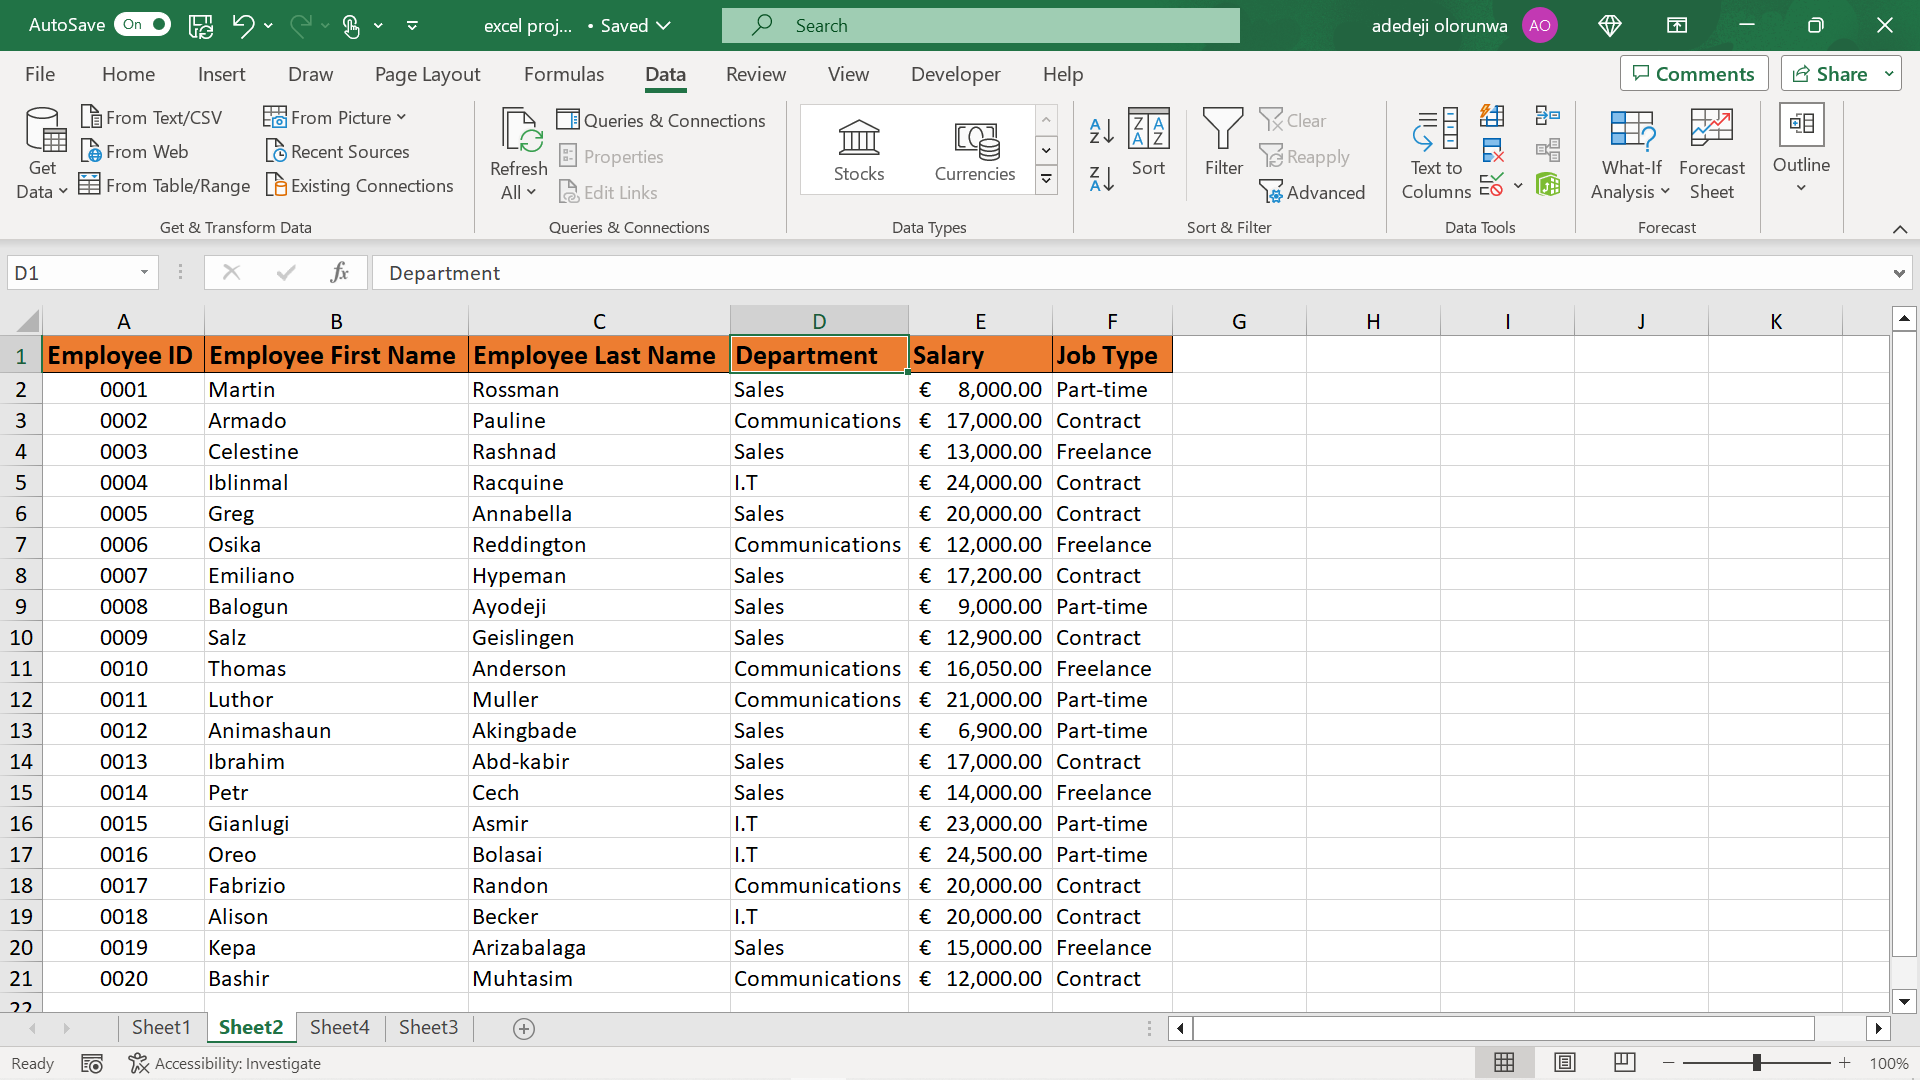 AutoSave On excel proj... • Saved Search adedeji olorunwa AO
File Home Insert Draw Page Layout Formulas Data Review View Developer Help Comments Share
Get Data From Text/CSV From Web From Table/Range From Picture Recent Sources Existing Connections
Refresh All Queries & Connections Properties Edit Links
Stocks Currencies
Sort Filter Clear Reapply Advanced
Text to Columns
What-If Analysis Forecast Sheet
Outline
Get & Transform Data Queries & Connections Data Types Sort & Filter Data Tools Forecast
D1 fx Department
A B C D E F G H I J K
1 Employee ID Employee First Name Employee Last Name Department Salary Job Type
2 0001 Martin Rossman Sales € 8,000.00 Part-time
3 0002 Armado Pauline Communications € 17,000.00 Contract
4 0003 Celestine Rashnad Sales € 13,000.00 Freelance
5 0004 Iblinmal Racquine I.T € 24,000.00 Contract
6 0005 Greg Annabella Sales € 20,000.00 Contract
7 0006 Osika Reddington Communications € 12,000.00 Freelance
8 0007 Emiliano Hypeman Sales € 17,200.00 Contract
9 0008 Balogun Ayodeji Sales € 9,000.00 Part-time
10 0009 Salz Geislingen Sales € 12,900.00 Contract
11 0010 Thomas Anderson Communications € 16,050.00 Freelance
12 0011 Luthor Muller Communications € 21,000.00 Part-time
13 0012 Animashaun Akingbade Sales € 6,900.00 Part-time
14 0013 Ibrahim Abd-kabir Sales € 17,000.00 Contract
15 0014 Petr Cech Sales € 14,000.00 Freelance
16 0015 Gianlugi Asmir I.T € 23,000.00 Part-time
17 0016 Oreo Bolasai I.T € 24,500.00 Part-time
18 0017 Fabrizio Randon Communications € 20,000.00 Contract
19 0018 Alison Becker I.T € 20,000.00 Contract
20 0019 Kepa Arizabalaga Sales € 15,000.00 Freelance
21 0020 Bashir Muhtasim Communications € 12,000.00 Contract
22
Sheet1 Sheet2 Sheet4 Sheet3
Ready Accessibility: Investigate 100%